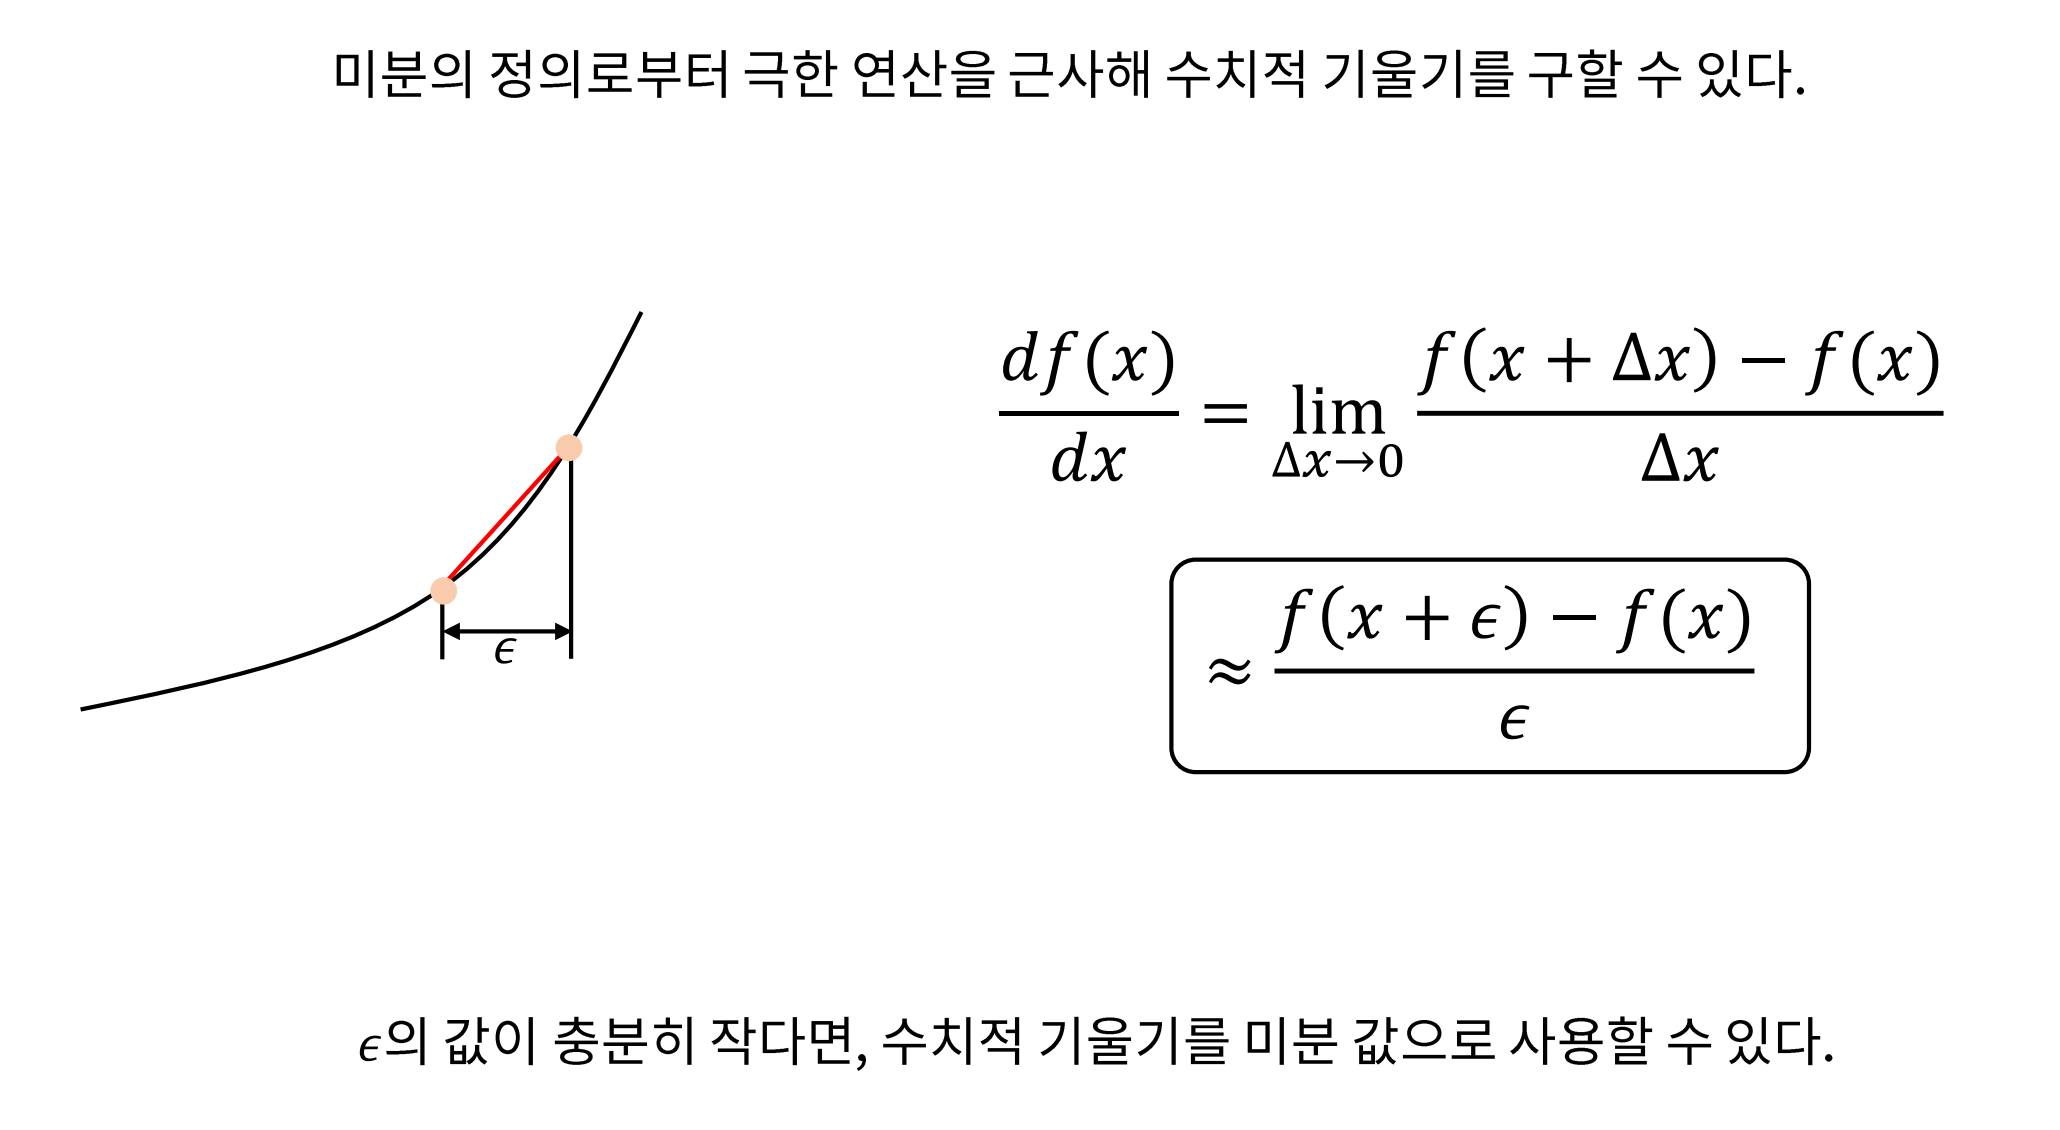 미분의 정의로부터 극한 연산을 근사해 수치적 기울기를 구할 수 있다.
df(x)/dx = lim Δx→0 f(x + Δx) − f(x)/Δx
≈ f(x + ϵ) − f(x)/ϵ
ϵ
ϵ의 값이 충분히 작다면, 수치적 기울기를 미분 값으로 사용할 수 있다.